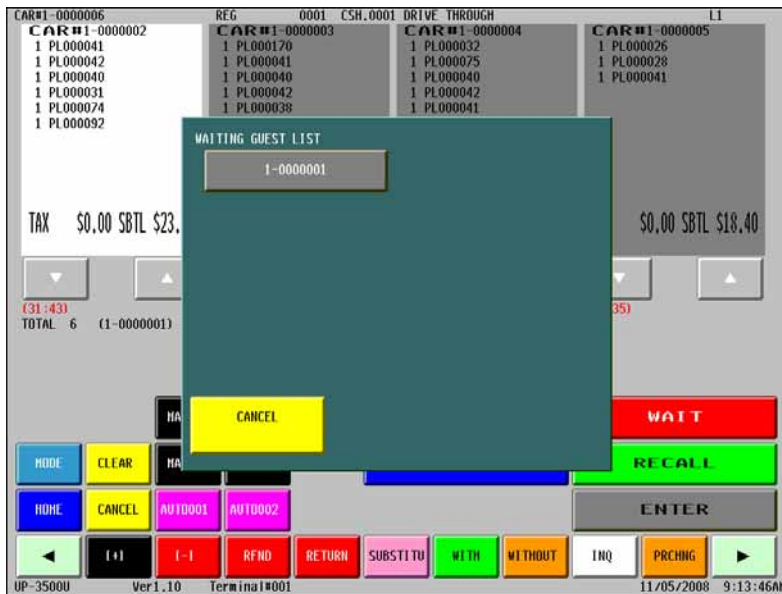 CAR#1-0000006 REG 0001 CSH.0001 DRIVE THROUGH L1
CAR#1-0000002 CAR#1-0000003 CAR#1-0000004 CAR#1-0000005
1 PL000041 1 PL000170 1 PL000032 1 PL000026
1 PL000042 1 PL000041 1 PL000075 1 PL000028
1 PL000040 1 PL000040 1 PL000040 1 PL000041
1 PL000031 1 PL000042 1 PL000042
1 PL000074 1 PL000038 1 PL000041
1 PL000092
WAITING GUEST LIST
1-0000001
TAX $0.00 SBTL $23. $0.00 SBTL $18.40
(31:43) 35)
TOTAL 6 (1-0000001)
MA CANCEL WAIT
MODE CLEAR MA RECALL
HOME CANCEL AUTO001 AUTO002 ENTER
[+] [-] RFND RETURN SUBSTITU WITH WITHOUT INQ PRCHNG
UP-3500U Ver1.10 Terminal#001 11/05/2008 9:13:46AM